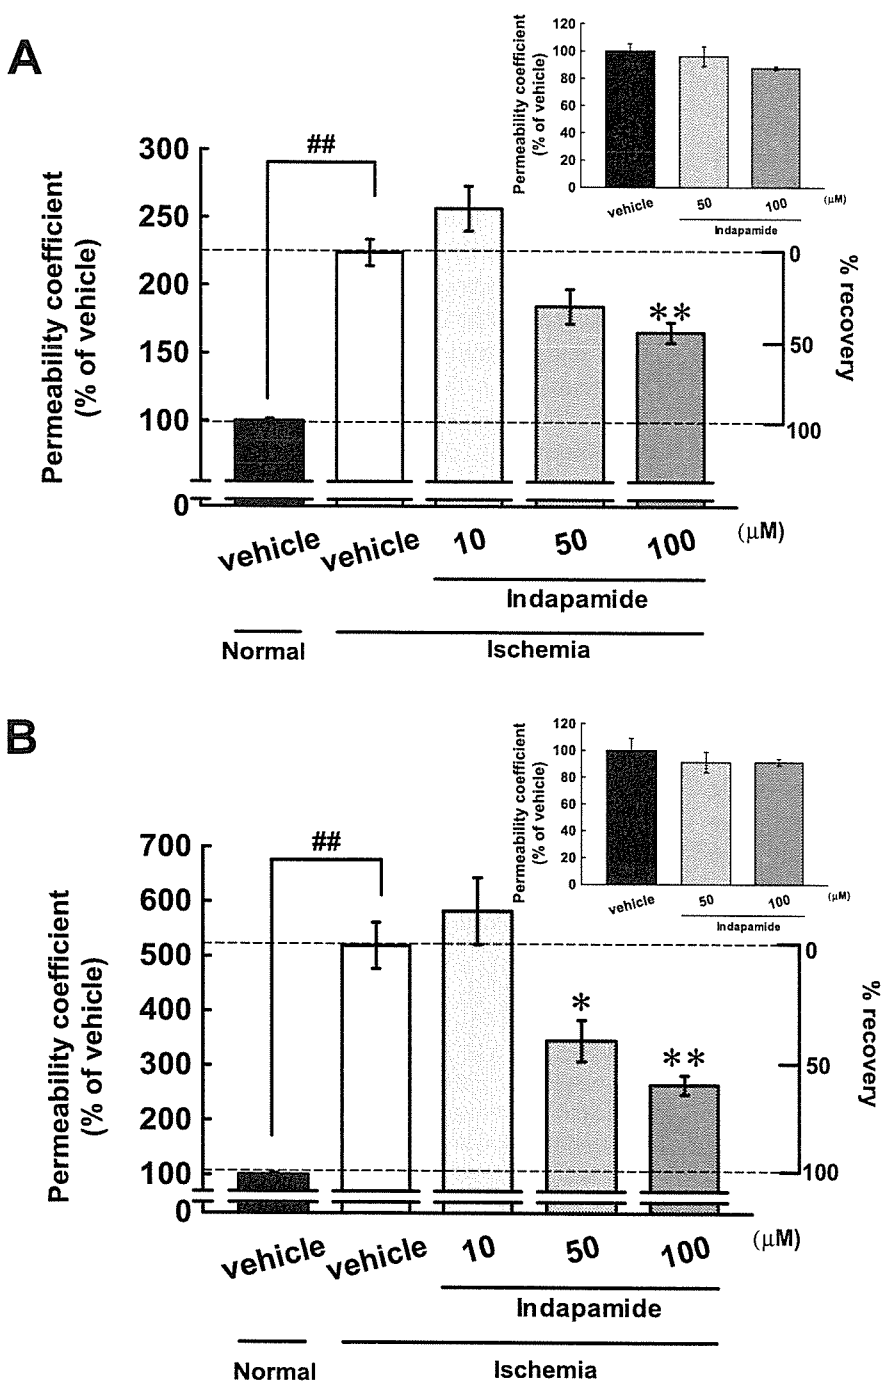 A
Permeability coefficient
(% of vehicle)
120
100
80
60
40
20
0
vehicle
50
100
(μM)
Indapamide
Permeability coefficient
(% of vehicle)
300
250
200
150
100
0
##
**
0
50
100
% recovery
vehicle
vehicle
10
50
100
(μM)
Indapamide
Normal
Ischemia
B
Permeability coefficient
(% of vehicle)
120
100
80
60
40
20
0
vehicle
50
100
(μM)
Indapamide
Permeability coefficient
(% of vehicle)
700
600
500
400
300
200
100
0
##
*
**
0
50
100
% recovery
vehicle
vehicle
10
50
100
(μM)
Indapamide
Normal
Ischemia